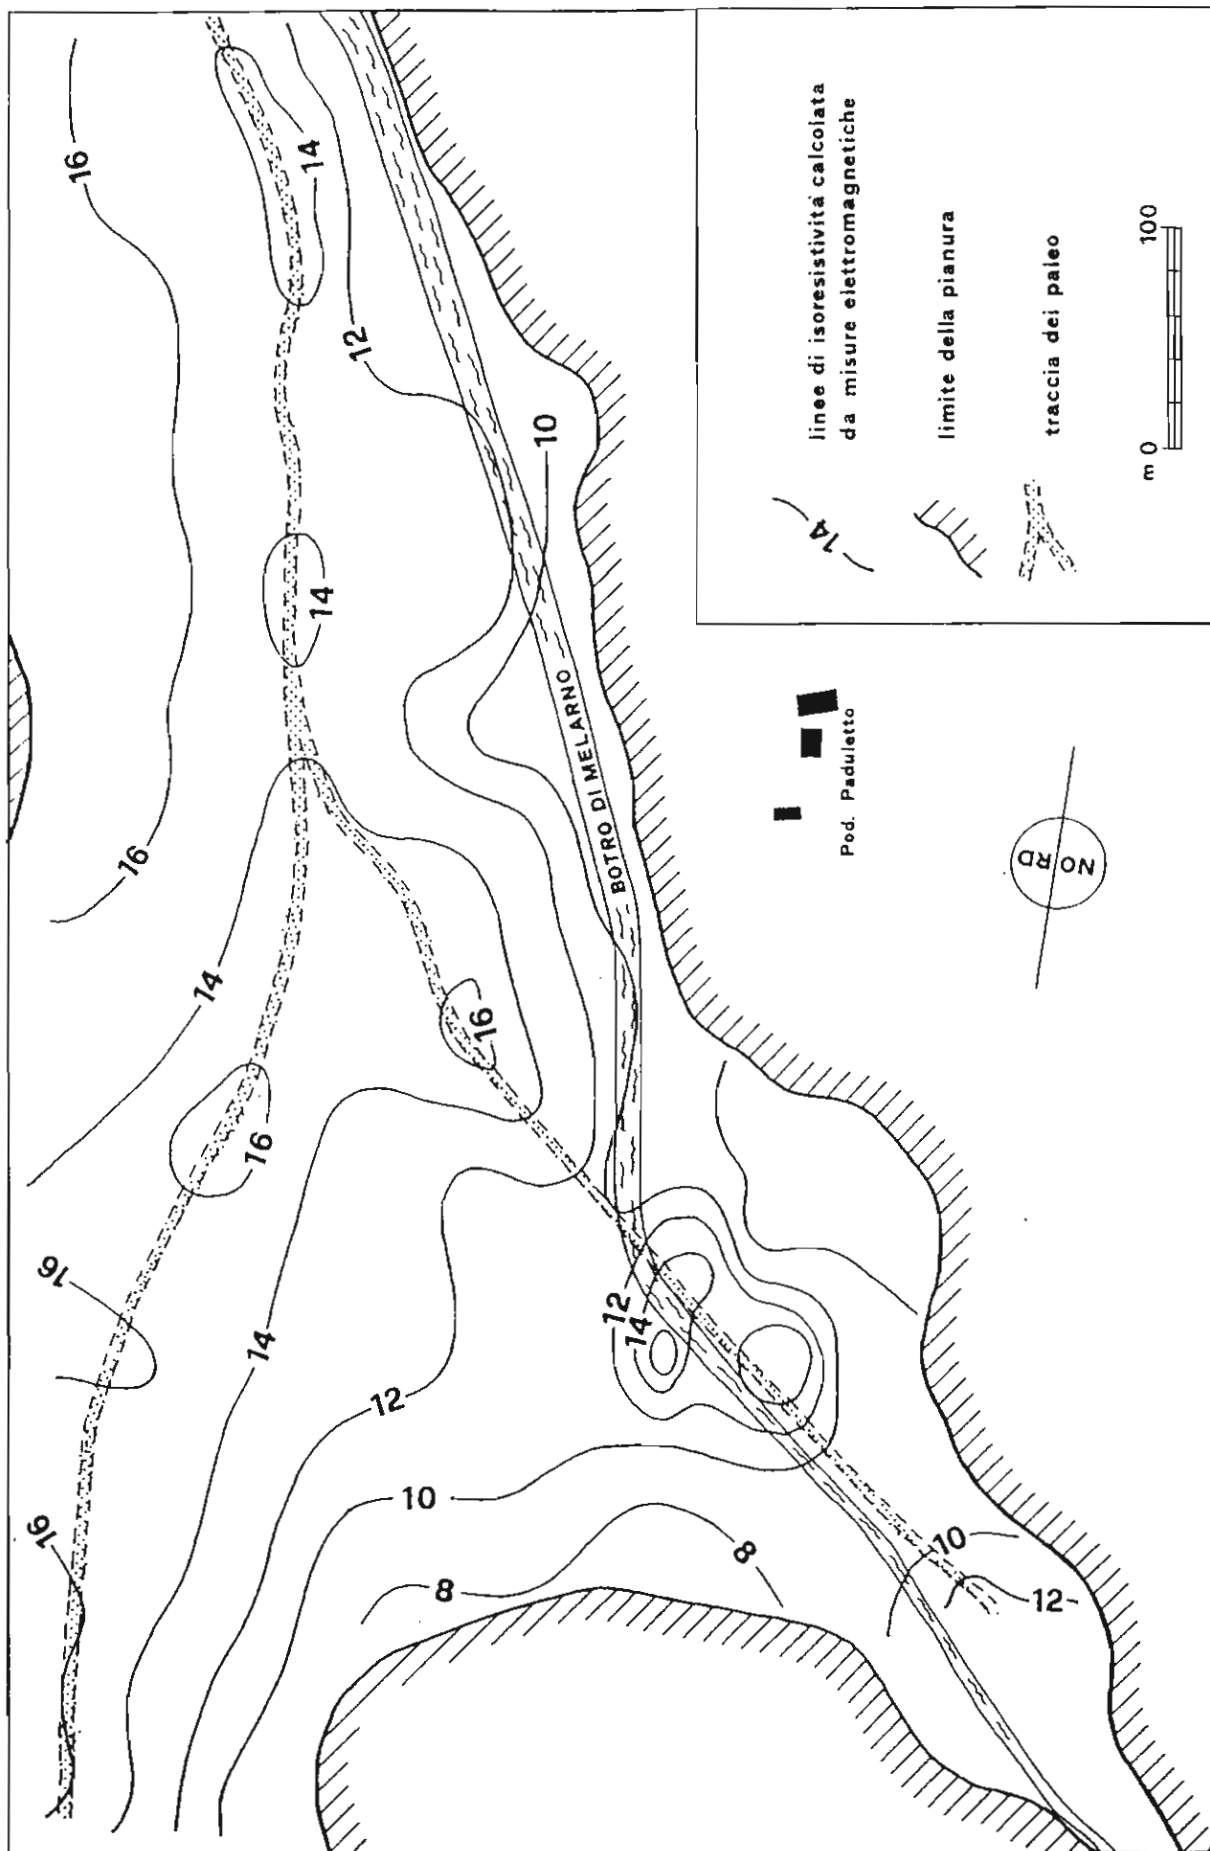 16
14
12
10
14
16
14
16
16
16
14
12
14
12
16
10
8
8
10
12
BOTRO DI MELARNO
Pod. Paduletto
NORD
14
linee di isoresistività calcolata
da misure elettromagnetiche
limite della pianura
traccia dei paleo
m 0 100